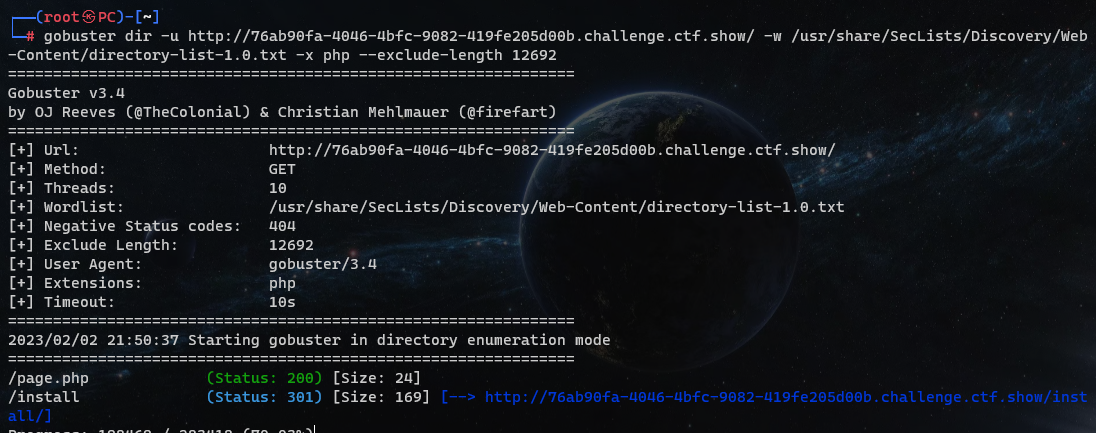 ┌──(root㉿PC)-[~]
└─# gobuster dir -u http://76ab90fa-4046-4bfc-9082-419fe205d00b.challenge.ctf.show/ -w /usr/share/SecLists/Discovery/Web
-Content/directory-list-1.0.txt -x php --exclude-length 12692
===============================================================
Gobuster v3.4
by OJ Reeves (@TheColonial) & Christian Mehlmauer (@firefart)
===============================================================
[+] Url:                     http://76ab90fa-4046-4bfc-9082-419fe205d00b.challenge.ctf.show/
[+] Method:                  GET
[+] Threads:                 10
[+] Wordlist:                /usr/share/SecLists/Discovery/Web-Content/directory-list-1.0.txt
[+] Negative Status codes:   404
[+] Exclude Length:          12692
[+] User Agent:              gobuster/3.4
[+] Extensions:              php
[+] Timeout:                 10s
===============================================================
2023/02/02 21:50:37 Starting gobuster in directory enumeration mode
===============================================================
/page.php             (Status: 200) [Size: 24]
/install              (Status: 301) [Size: 169] [--> http://76ab90fa-4046-4bfc-9082-419fe205d00b.challenge.ctf.show/inst
all/]
Progress: